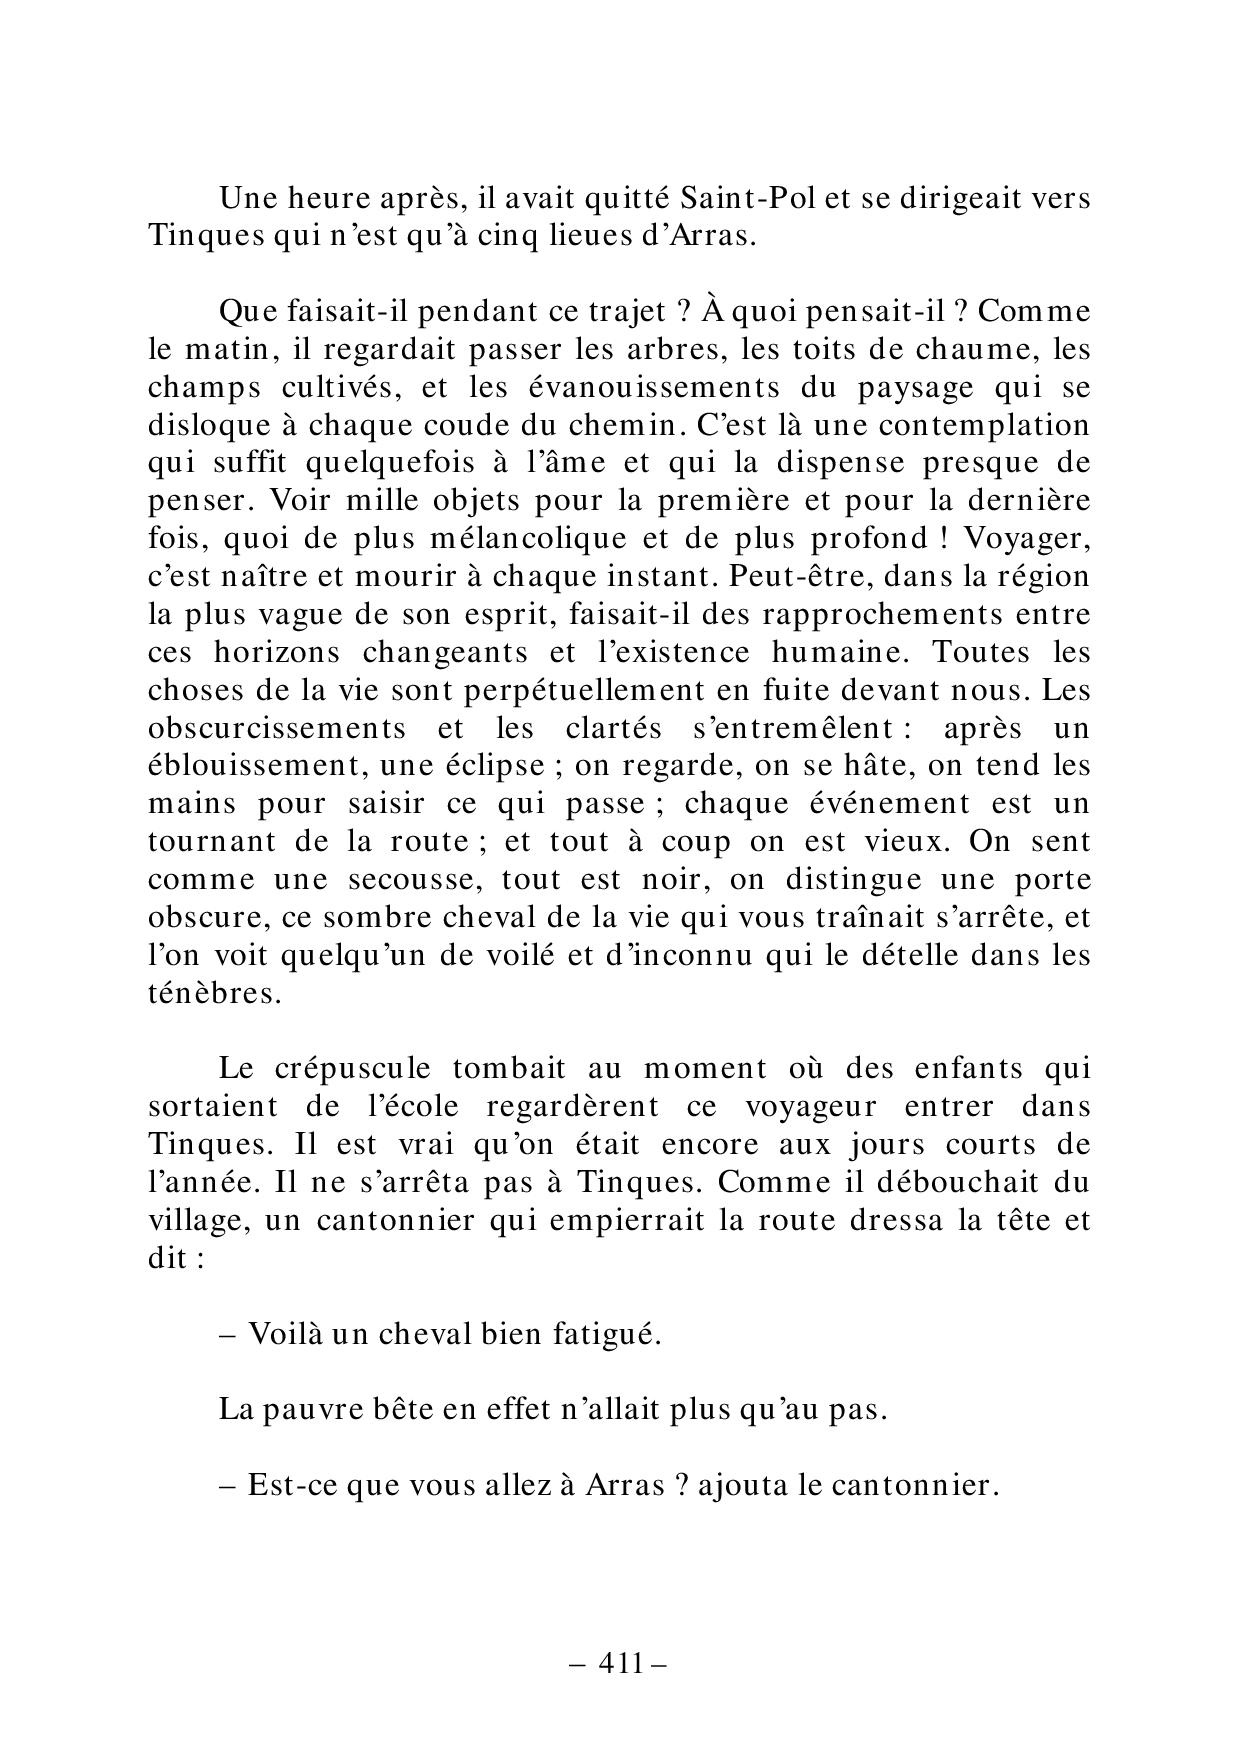 Une heure après, il avait quitté Saint-Pol et se dirigeait vers
Tinques qui n’est qu’à cinq lieues d’Arras.
Que faisait-il pendant ce trajet ? À quoi pensait-il ? Comme
le matin, il regardait passer les arbres, les toits de chaume, les
champs cultivés, et les évanouissements du paysage qui se
disloque à chaque coude du chemin. C’est là une contemplation
qui suffit quelquefois à l’âme et qui la dispense presque de
penser. Voir mille objets pour la première et pour la dernière
fois, quoi de plus mélancolique et de plus profond ! Voyager,
c’est naître et mourir à chaque instant. Peut-être, dans la région
la plus vague de son esprit, faisait-il des rapprochements entre
ces horizons changeants et l’existence humaine. Toutes les
choses de la vie sont perpétuellement en fuite devant nous. Les
obscurcissements et les clartés s’entremêlent : après un
éblouissement, une éclipse ; on regarde, on se hâte, on tend les
mains pour saisir ce qui passe ; chaque événement est un
tournant de la route ; et tout à coup on est vieux. On sent
comme une secousse, tout est noir, on distingue une porte
obscure, ce sombre cheval de la vie qui vous traînait s’arrête, et
l’on voit quelqu’un de voilé et d’inconnu qui le dételle dans les
ténèbres.
Le crépuscule tombait au moment où des enfants qui
sortaient de l’école regardèrent ce voyageur entrer dans
Tinques. Il est vrai qu’on était encore aux jours courts de
l’année. Il ne s’arrêta pas à Tinques. Comme il débouchait du
village, un cantonnier qui empierrait la route dressa la tête et
dit :
– Voilà un cheval bien fatigué.
La pauvre bête en effet n’allait plus qu’au pas.
– Est-ce que vous allez à Arras ? ajouta le cantonnier.
– 411 –